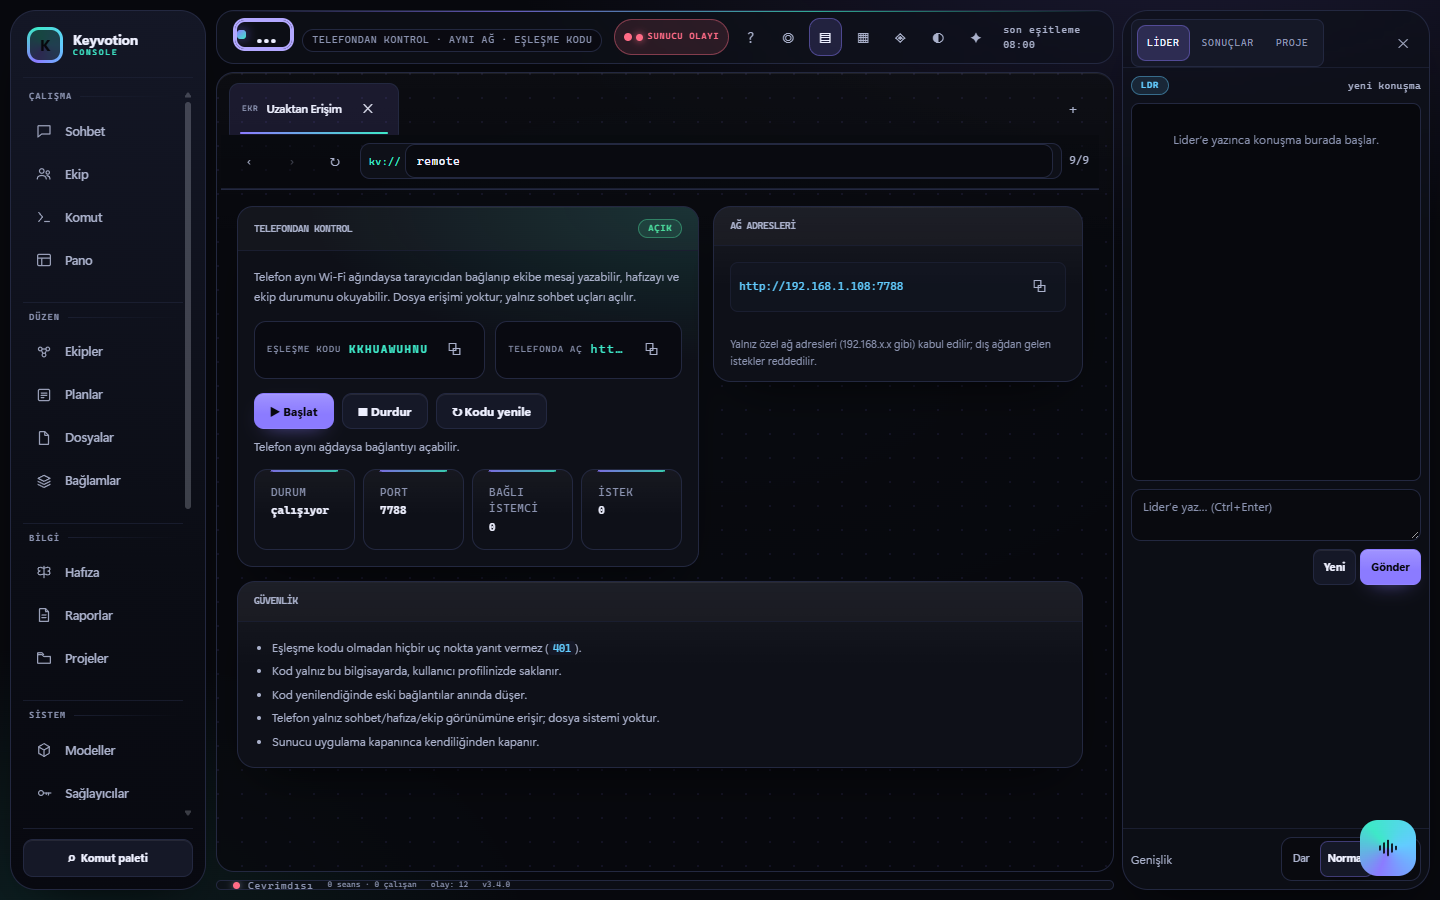 K
Keyvotion
CONSOLE
ÇALIŞMA
Sohbet
Ekip
Komut
Pano
DÜZEN
Ekipler
Planlar
Dosyalar
Bağlamlar
BİLGİ
Hafıza
Raporlar
Projeler
SİSTEM
Modeller
Sağlayıcılar
Komut paleti
...
TELEFONDAN KONTROL · AYNI AĞ · EŞLEŞME KODU
SUNUCU OLAYI
?
son eşitleme
08:00
EKR Uzaktan Erişim
+
kv:// remote
9/9
TELEFONDAN KONTROL
AÇIK
Telefon aynı Wi-Fi ağındaysa tarayıcıdan bağlanıp ekibe mesaj yazabilir, hafızayı ve
ekip durumunu okuyabilir. Dosya erişimi yoktur; yalnız sohbet uçları açılır.
EŞLEŞME KODU KKHUAWUHNU
TELEFONDA AÇ htt…
▶ Başlat
■ Durdur
↻ Kodu yenile
Telefon aynı ağdaysa bağlantıyı açabilir.
DURUM
çalışıyor
PORT
7788
BAĞLI
İSTEMCİ
0
İSTEK
0
AĞ ADRESLERİ
http://192.168.1.108:7788
Yalnız özel ağ adresleri (192.168.x.x gibi) kabul edilir; dış ağdan gelen
istekler reddedilir.
GÜVENLİK
• Eşleşme kodu olmadan hiçbir uç nokta yanıt vermez ( 401 ).
• Kod yalnız bu bilgisayarda, kullanıcı profilinizde saklanır.
• Kod yenilendiğinde eski bağlantılar anında düşer.
• Telefon yalnız sohbet/hafıza/ekip görünümüne erişir; dosya sistemi yoktur.
• Sunucu uygulama kapanınca kendiliğinden kapanır.
Çevrimdışı 0 seans · 0 çalışan olay: 12 v3.4.0
LİDER
SONUÇLAR
PROJE
LDR
yeni konuşma
Lider'e yazınca konuşma burada başlar.
Lider'e yaz... (Ctrl+Enter)
Yeni
Gönder
Genişlik
Dar
Norma